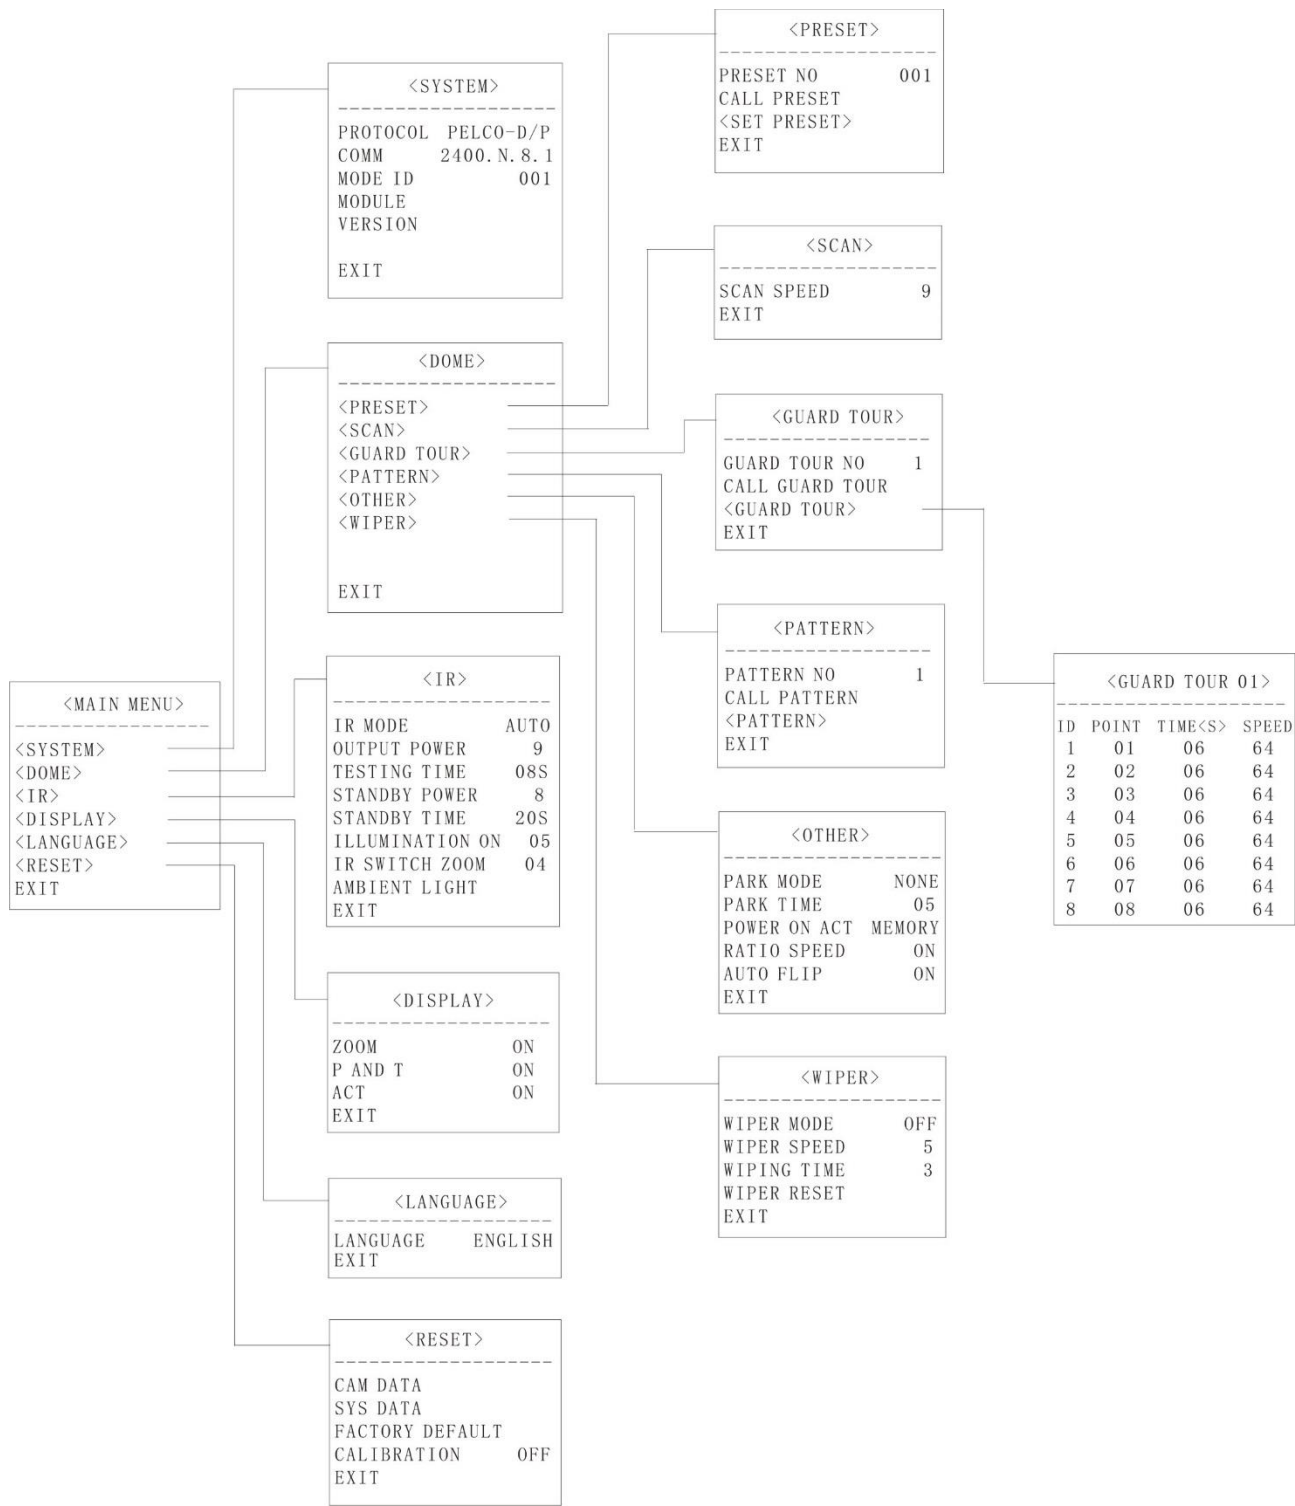 <MAIN MENU>
<SYSTEM>
<DOME>
<IR>
<DISPLAY>
<LANGUAGE>
<RESET>
EXIT
<SYSTEM>
PROTOCOL PELCO-D/P
COMM 2400.N.8.1
MODE ID 001
MODULE
VERSION
EXIT
<DOME>
<PRESET>
<SCAN>
<GUARD TOUR>
<PATTERN>
<OTHER>
<WIPER>
EXIT
<IR>
IR MODE AUTO
OUTPUT POWER 9
TESTING TIME 08S
STANDBY POWER 8
STANDBY TIME 20S
ILLUMINATION ON 05
IR SWITCH ZOOM 04
AMBIENT LIGHT
EXIT
<DISPLAY>
ZOOM ON
P AND T ON
ACT ON
EXIT
<LANGUAGE>
LANGUAGE ENGLISH
EXIT
<RESET>
CAM DATA
SYS DATA
FACTORY DEFAULT
CALIBRATION OFF
EXIT
<PRESET>
PRESET NO 001
CALL PRESET
<SET PRESET>
EXIT
<SCAN>
SCAN SPEED 9
EXIT
<GUARD TOUR>
GUARD TOUR NO 1
CALL GUARD TOUR
<GUARD TOUR>
EXIT
<PATTERN>
PATTERN NO 1
CALL PATTERN
<PATTERN>
EXIT
<OTHER>
PARK MODE NONE
PARK TIME 05
POWER ON ACT MEMORY
RATIO SPEED ON
AUTO FLIP ON
EXIT
<WIPER>
WIPER MODE OFF
WIPER SPEED 5
WIPING TIME 3
WIPER RESET
EXIT
<GUARD TOUR 01>
ID POINT TIME<S> SPEED
1 01 06 64
2 02 06 64
3 03 06 64
4 04 06 64
5 05 06 64
6 06 06 64
7 07 06 64
8 08 06 64